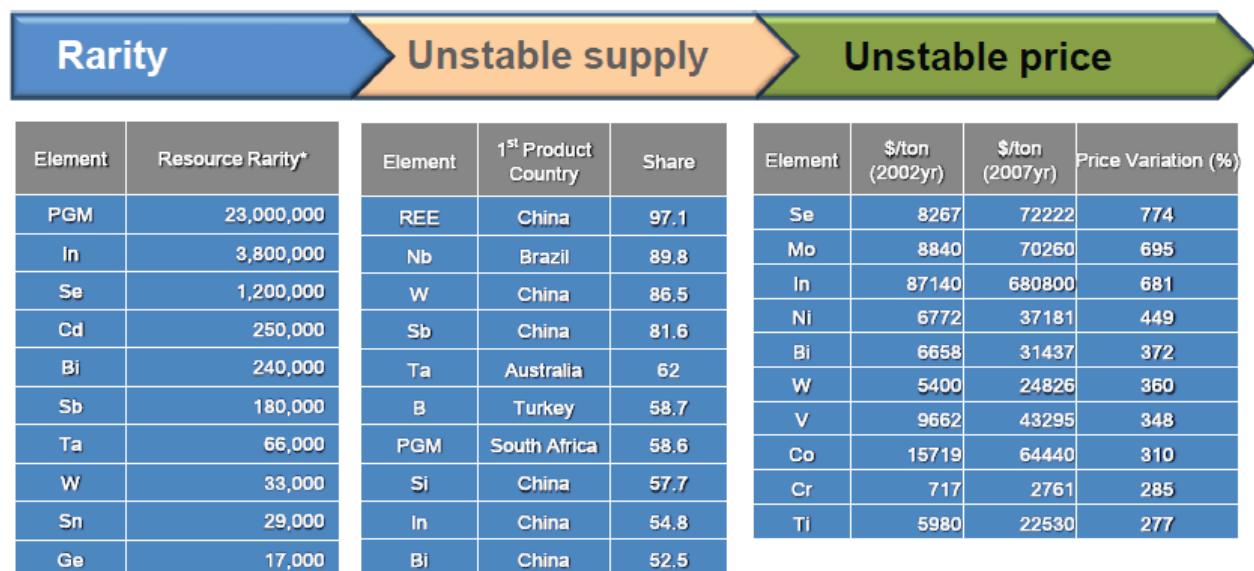 Rarity Unstable supply Unstable price
Element Resource Rarity*
PGM 23,000,000
In 3,800,000
Se 1,200,000
Cd 250,000
Bi 240,000
Sb 180,000
Ta 66,000
W 33,000
Sn 29,000
Ge 17,000
Element 1st Product Country Share
REE China 97.1
Nb Brazil 89.8
W China 86.5
Sb China 81.6
Ta Australia 62
B Turkey 58.7
PGM South Africa 58.6
Si China 57.7
In China 54.8
Bi China 52.5
Element $/ton (2002yr) $/ton (2007yr) Price Variation (%)
Se 8267 72222 774
Mo 8840 70260 695
In 87140 680800 681
Ni 6772 37181 449
Bi 6658 31437 372
W 5400 24826 360
V 9662 43295 348
Co 15719 64440 310
Cr 717 2761 285
Ti 5980 22530 277